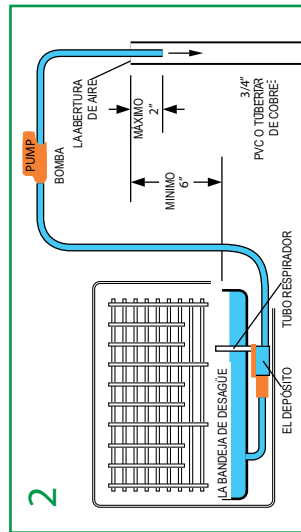 2
PUMP
BOMBA
LA ABERTURA
DE AIRE
MÁXIMO
2"
MINIMO
6"
3/4"
PVC O TUBERTAR
DE COBRE
LA BANDEJA DE DESAGÜE
TUBO RESPIRADOR
EL DEPÓSITO